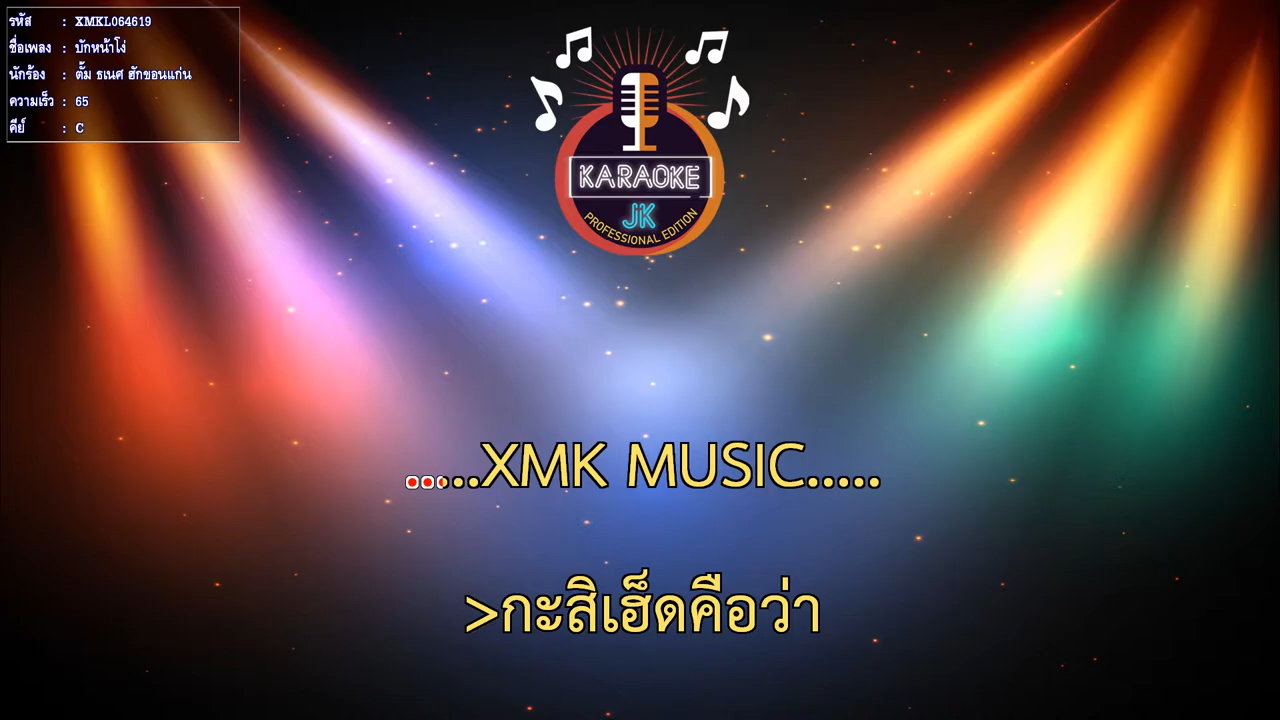 รหัส : XMKL064619
ชื่อเพลง : บักหน้าโง่
นักร้อง : ตั้ม ธเนศ ฮักขอนแก่น
ความเร็ว : 65
คีย์ : C
KARAOKE
JK
PROFESSIONAL EDITION
.....XMK MUSIC.....
>กะสิเฮ็ดคือว่า